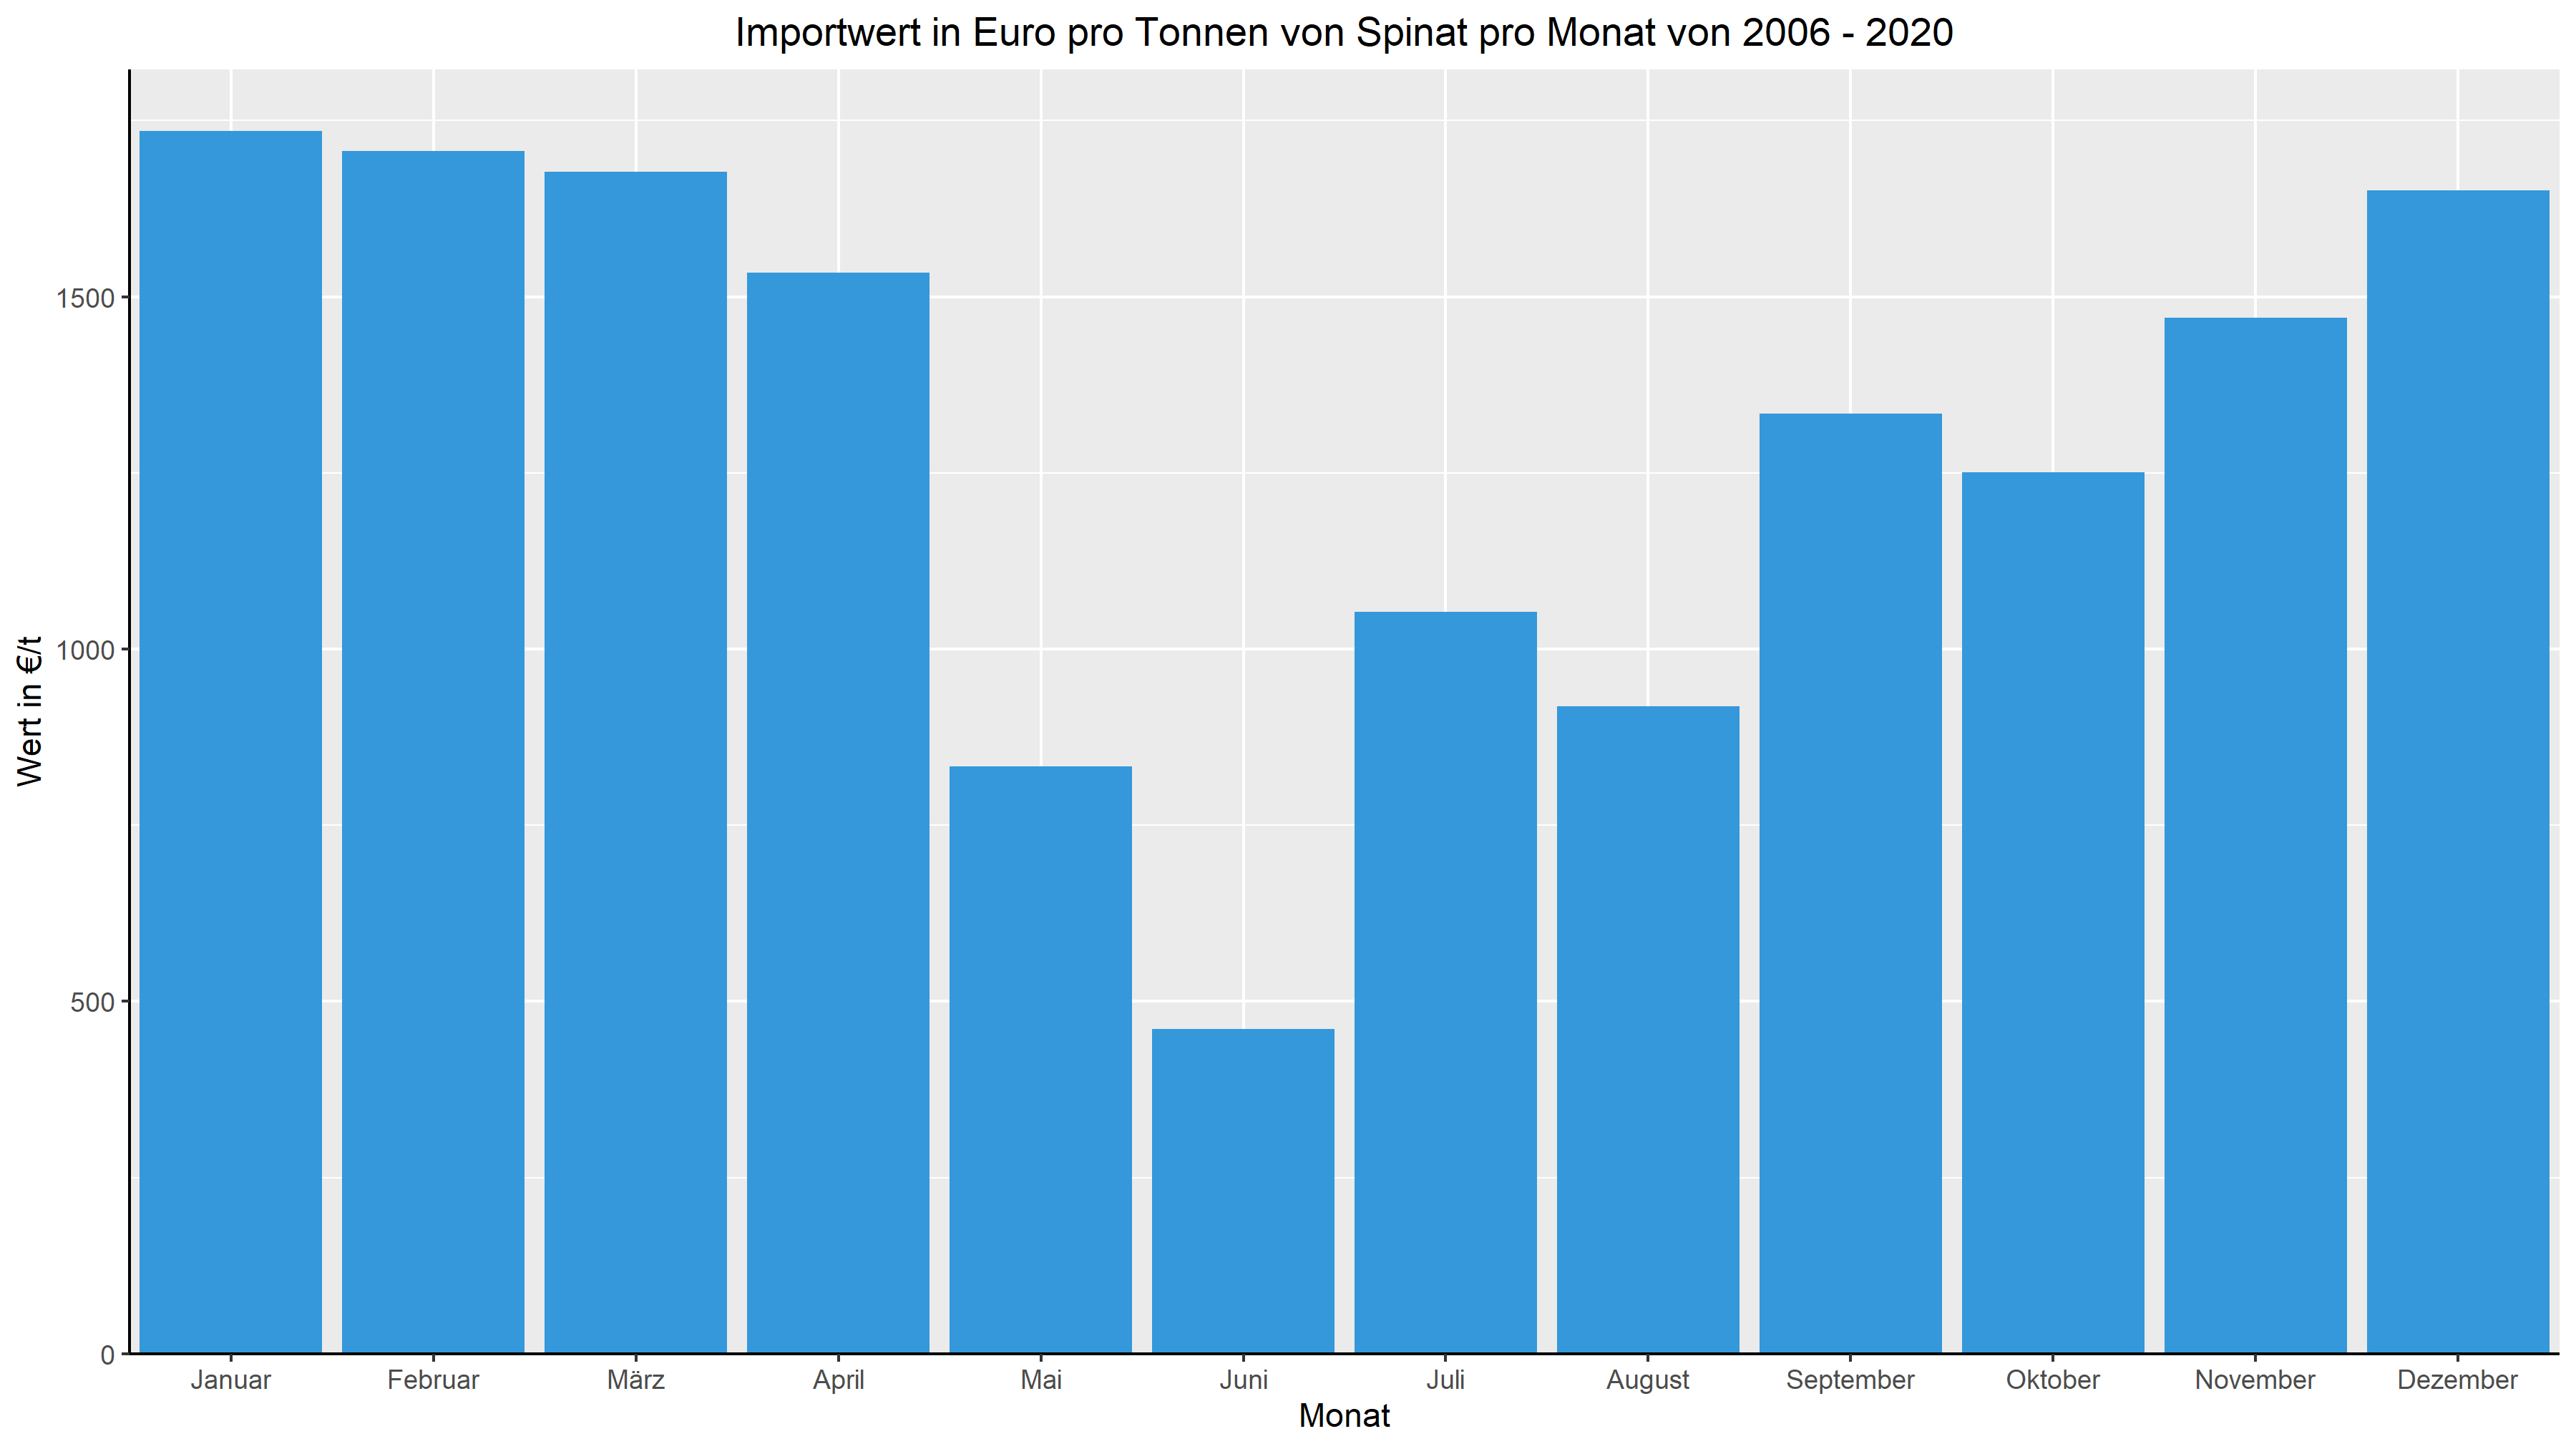 Importwert in Euro pro Tonnen von Spinat pro Monat von 2006 - 2020
Wert in €/t
1500
1000
500
0
Januar Februar März April Mai Juni Juli August September Oktober November Dezember
Monat